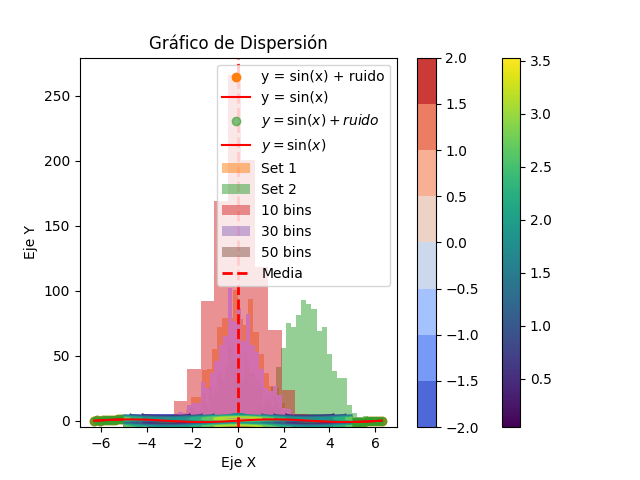 Gráfico de Dispersión
y = sin(x) + ruido
y = sin(x)
y = sin(x) + ruido
y = sin(x)
Set 1
Set 2
10 bins
30 bins
50 bins
Media
Eje Y
250
200
150
100
50
0
−6
−4
−2
0
2
4
6
Eje X
2.0
1.5
1.0
0.5
0.0
−0.5
−1.0
−1.5
−2.0
3.5
3.0
2.5
2.0
1.5
1.0
0.5